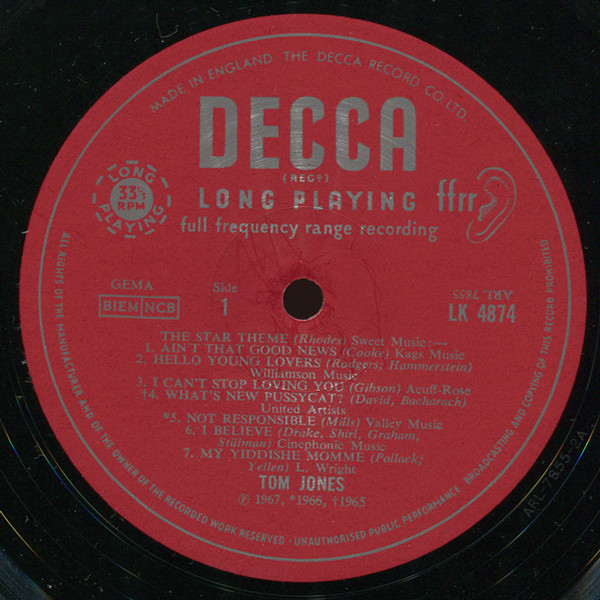 MADE IN ENGLAND THE DECCA RECORD CO. LTD.
DECCA
(REGD)
LONG PLAYING ffrr
full frequency range recording
LONG PLAYING
33⅓ RPM
GEMA
BIEM NCB
Side
1
ARL 7855
LK 4874
THE STAR THEME (Rhodes) Sweet Music:—
1. AIN'T THAT GOOD NEWS (Cooke) Kags Music
2. HELLO YOUNG LOVERS (Rodgers; Hammerstein)
Williamson Music
3. I CAN'T STOP LOVING YOU (Gibson) Acuff-Rose
†4. WHAT'S NEW PUSSYCAT? (David, Bacharach)
United Artists
*5. NOT RESPONSIBLE (Mills) Valley Music
6. I BELIEVE (Drake, Shirl, Graham,
Stillman) Cinephonic Music
7. MY YIDDISHE MOMME (Pollack;
Yellen) L. Wright
TOM JONES
℗ 1967, *1966, †1965
ALL RIGHTS OF THE MANUFACTURER AND OF THE OWNER OF THE RECORDED WORK RESERVED - UNAUTHORISED PUBLIC PERFORMANCE, BROADCASTING AND COPYING OF THIS RECORD PROHIBITED
ARL-7855-2A